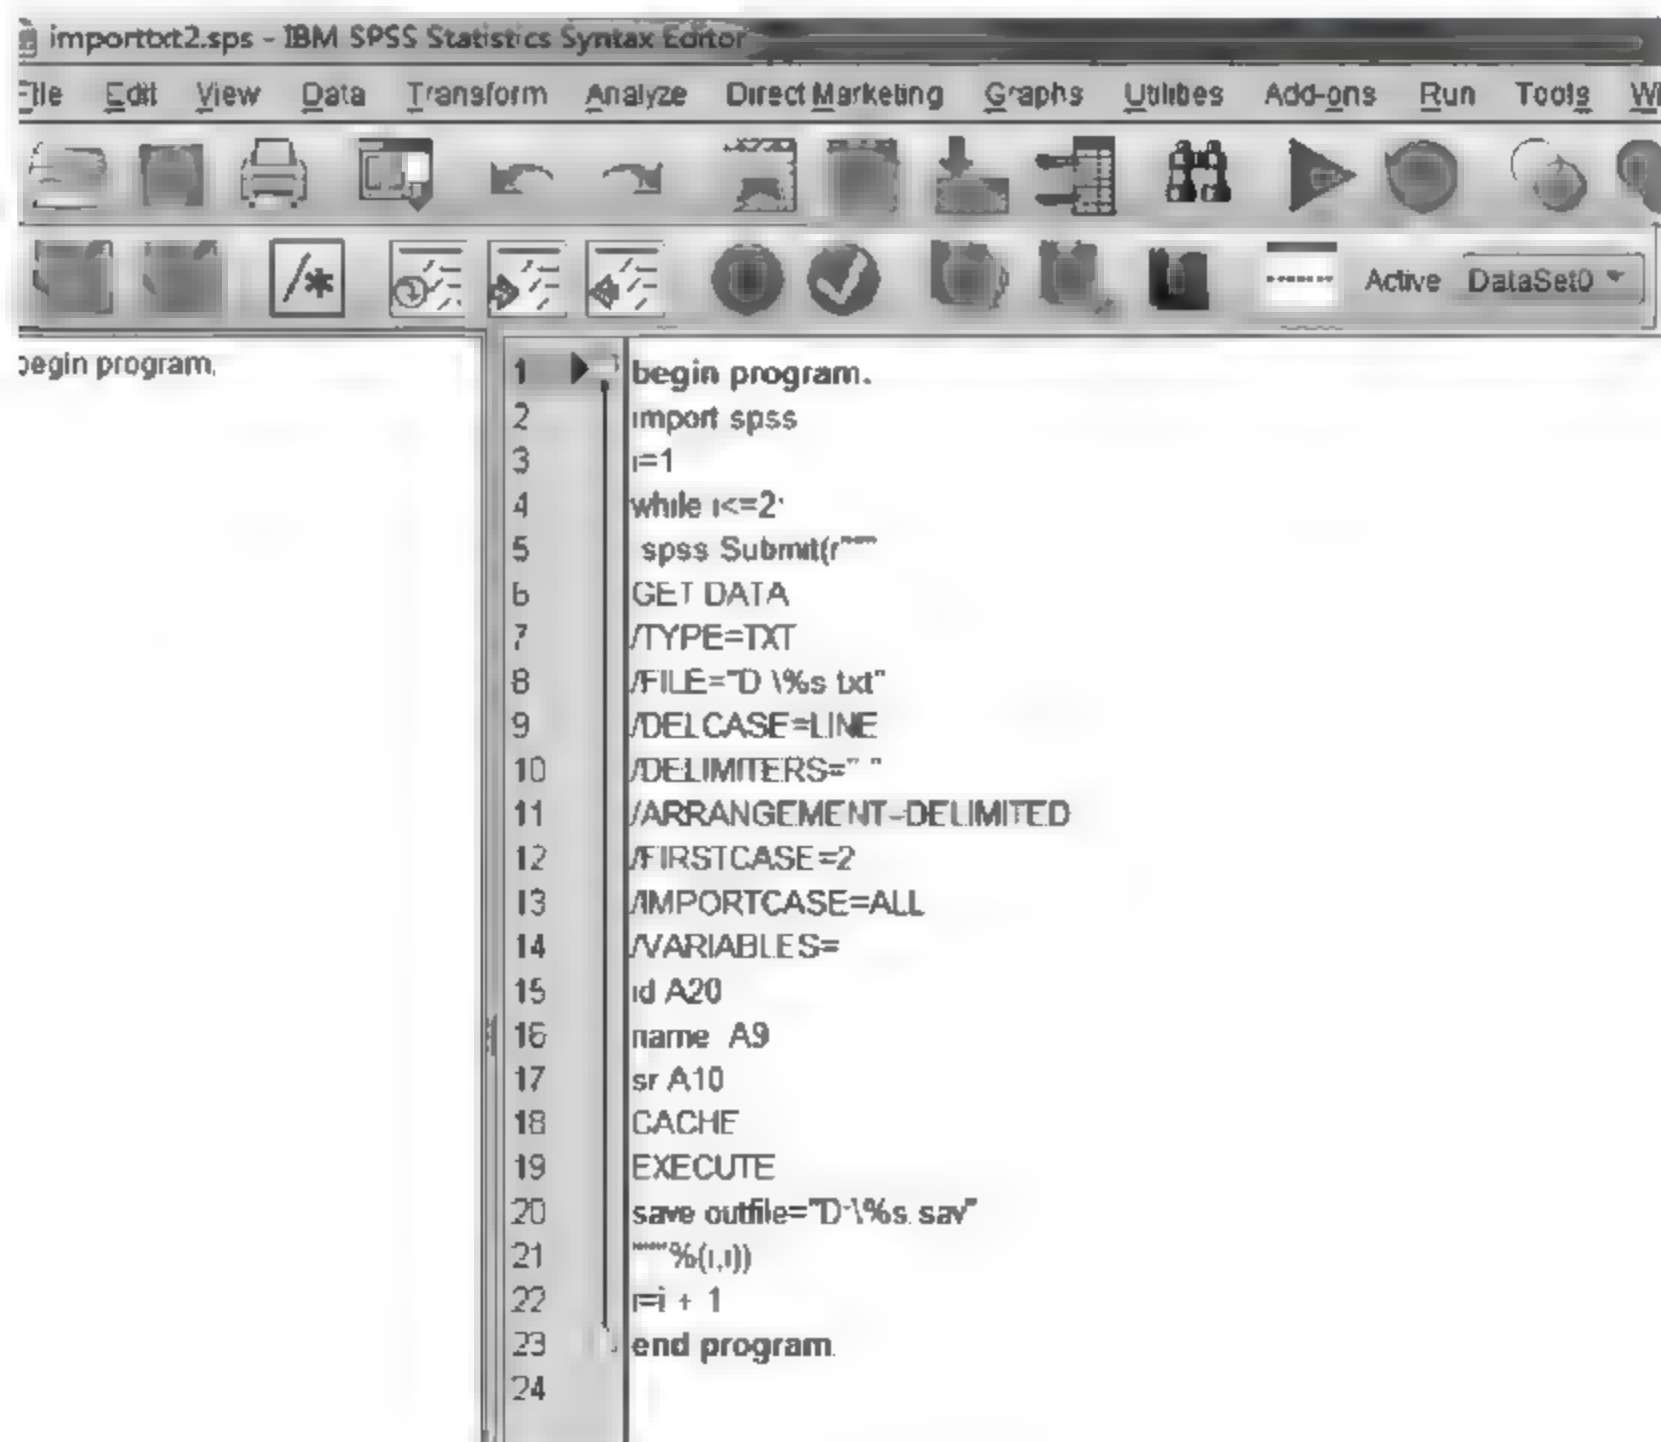 importtxt2.sps - IBM SPSS Statistics Syntax Editor
File Edit View Data Transform Analyze Direct Marketing Graphs Utilities Add-ons Run Tools Wi
/* Active DataSet0
begin program.
1 begin program.
2 import spss
3 i=1
4 while i<=2:
5 spss.Submit(r"""
6 GET DATA
7 /TYPE=TXT
8 /FILE="D:\%s.txt"
9 /DELCASE=LINE
10 /DELIMITERS=" "
11 /ARRANGEMENT=DELIMITED
12 /FIRSTCASE=2
13 /IMPORTCASE=ALL
14 /VARIABLES=
15 id A20
16 name A9
17 sr A10
18 CACHE
19 EXECUTE
20 save outfile="D:\%s.sav"
21 """%(i,i))
22 i=i + 1
23 end program.
24